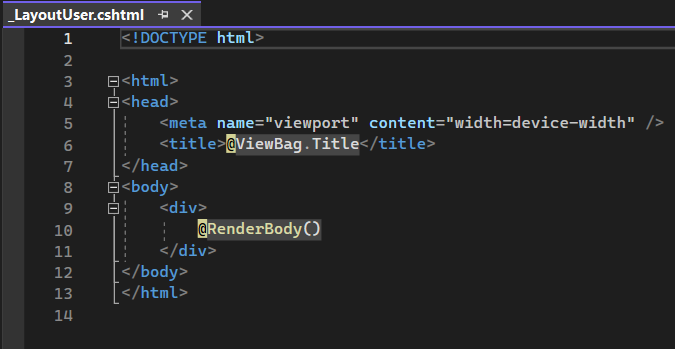 _LayoutUser.cshtml
1 <!DOCTYPE html>
2
3 <html>
4 <head>
5     <meta name="viewport" content="width=device-width" />
6     <title>@ViewBag.Title</title>
7 </head>
8 <body>
9     <div>
10         @RenderBody()
11     </div>
12 </body>
13 </html>
14